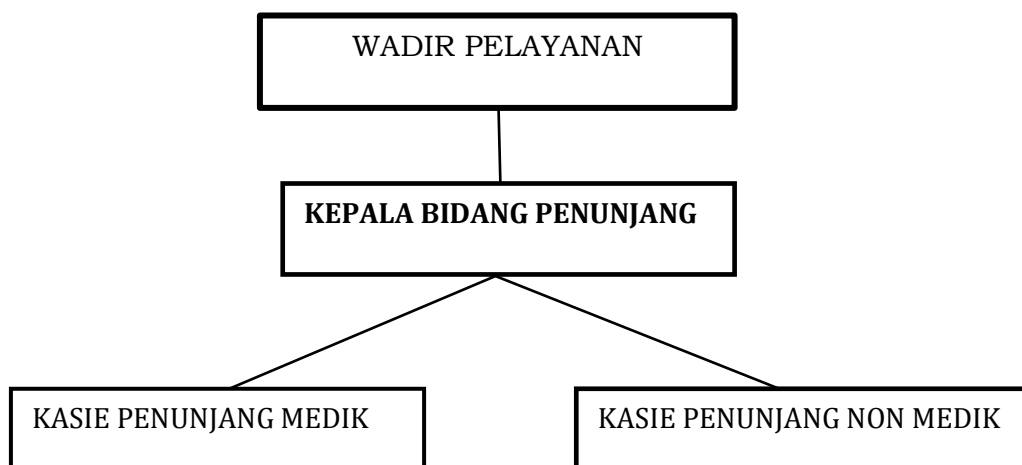 WADIR PELAYANAN
KEPALA BIDANG PENUNJANG
KASIE PENUNJANG MEDIK
KASIE PENUNJANG NON MEDIK